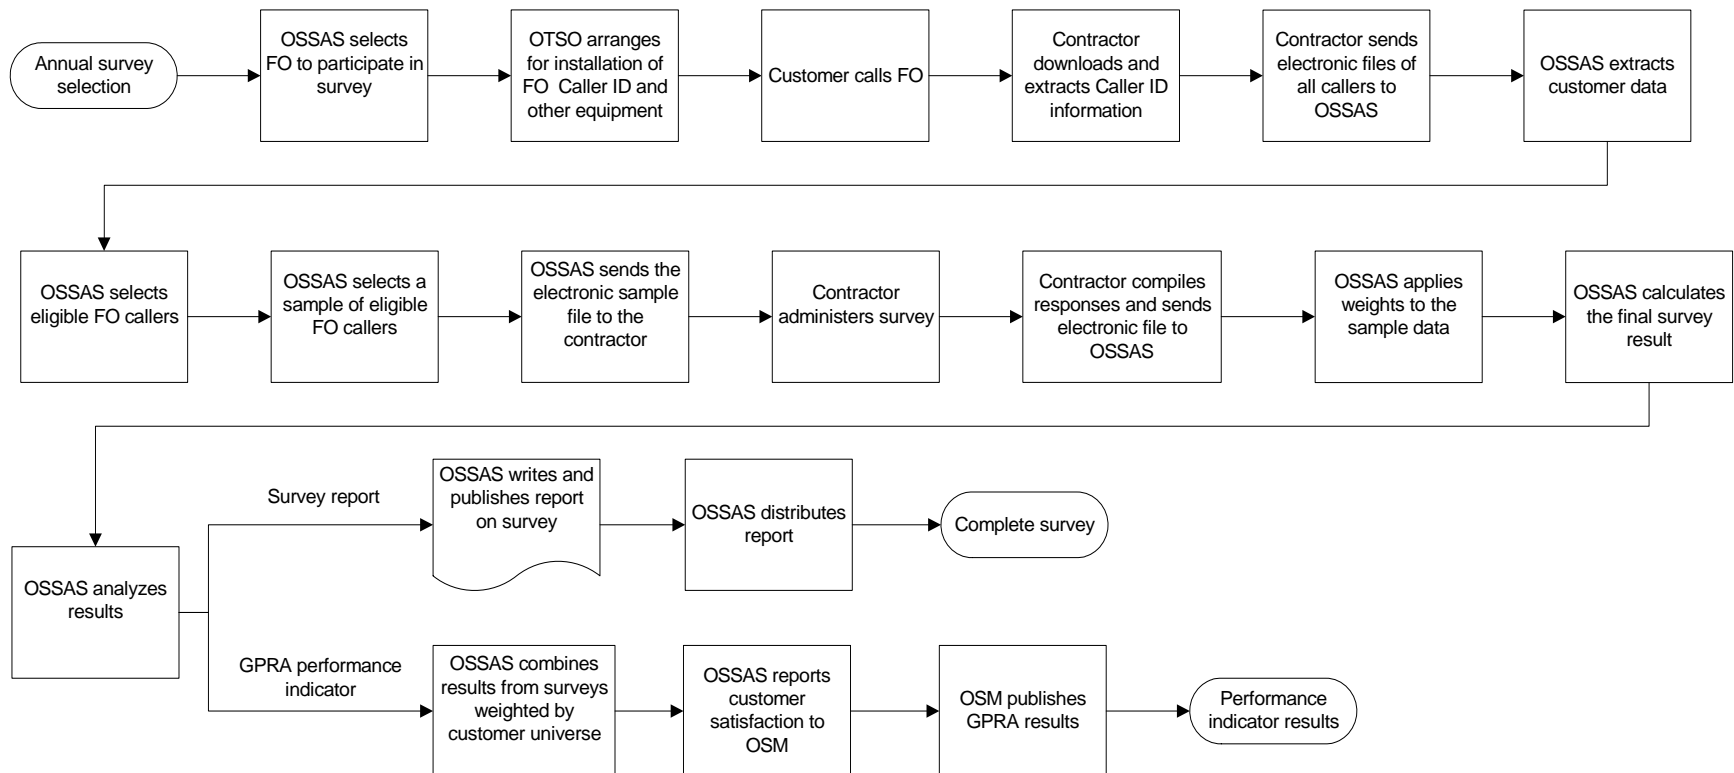 Annual survey
selection
OSSAS selects
FO to participate in
survey
OTSO arranges
for installation of
FO Caller ID and
other equipment
Customer calls FO
Contractor
downloads and
extracts Caller ID
information
Contractor sends
electronic files of
all callers to
OSSAS
OSSAS extracts
customer data
OSSAS selects
eligible FO callers
OSSAS selects a
sample of eligible
FO callers
OSSAS sends the
electronic sample
file to the
contractor
Contractor
administers survey
Contractor compiles
responses and sends
electronic file to
OSSAS
OSSAS applies
weights to the
sample data
OSSAS calculates
the final survey
result
OSSAS analyzes
results
Survey report
OSSAS writes and
publishes report
on survey
OSSAS distributes
report
Complete survey
GPRA performance
indicator
OSSAS combines
results from surveys
weighted by
customer universe
OSSAS reports
customer
satisfaction to
OSM
OSM publishes
GPRA results
Performance
indicator results